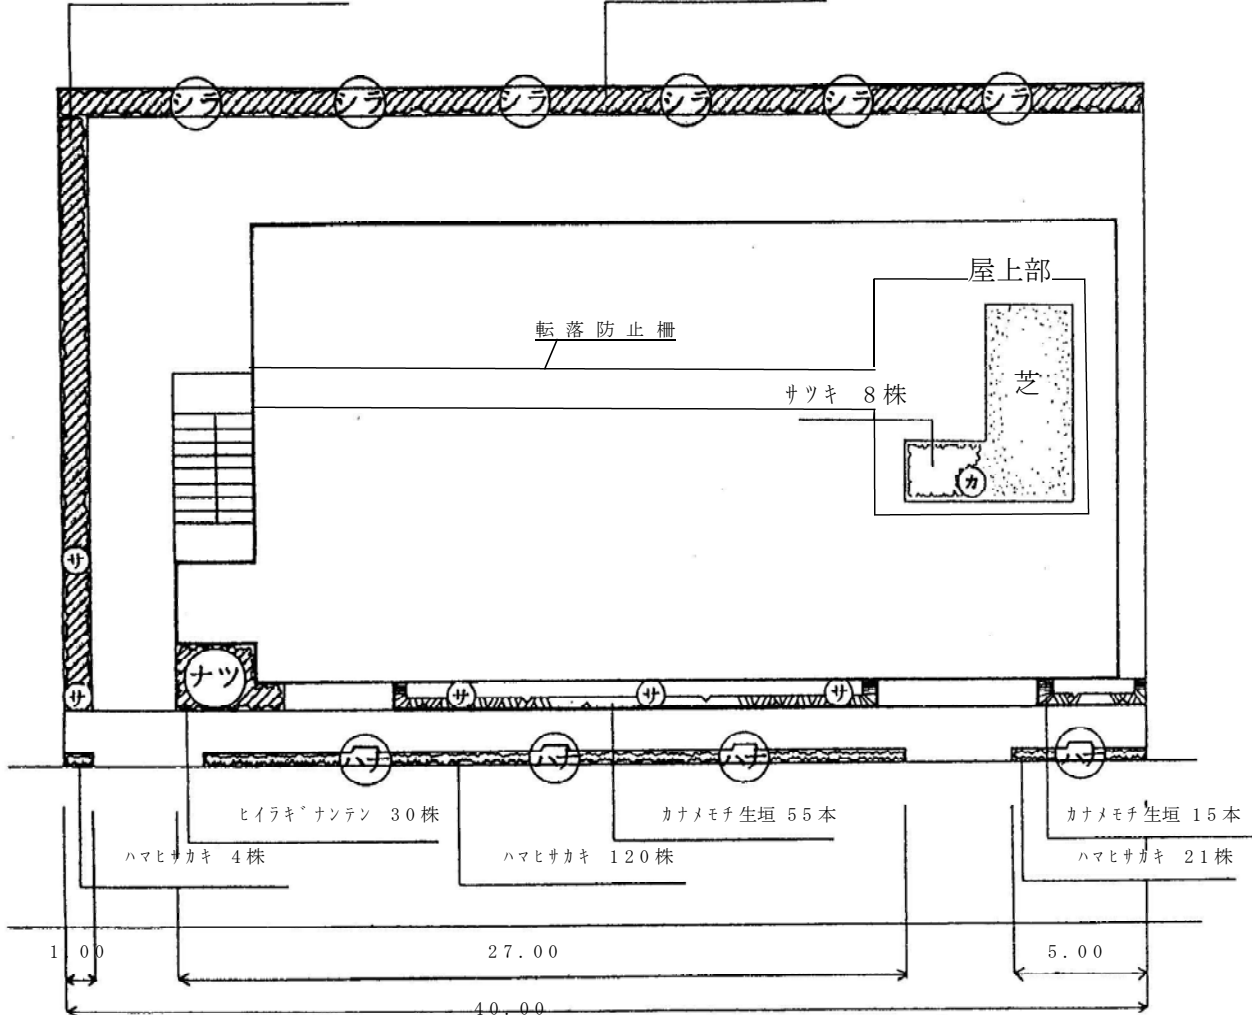 シラ シラ シラ シラ シラ シラ
屋上部
転落防止柵
芝
サツキ 8株
カ
サ
ナツ
サ サ サ サ
ハナ ハナ ハナ ハナ
ヒイラギナンテン 30株
カナメモチ生垣 55本
カナメモチ生垣 15本
ハマヒサカキ 4株
ハマヒサカキ 120株
ハマヒサカキ 21株
1.00
27.00
5.00
40.00